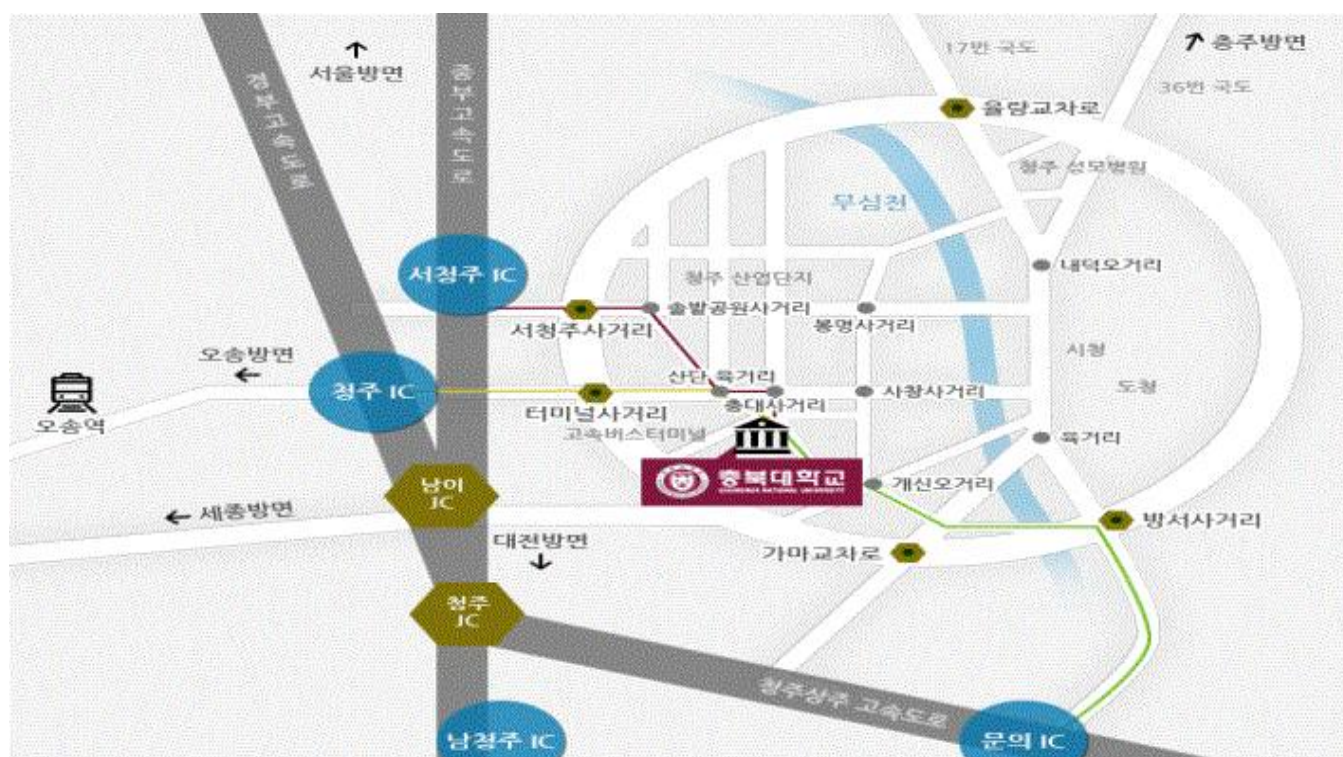 서울방면
경부고속도로
중부고속도로
17번 국도
충주방면
36번 국도
율량교차로
청주 성모병원
무심천
서청주 IC
청주 산업단지
내덕오거리
솔밭공원사거리
서청주사거리
봉명사거리
시청
오송방면
청주 IC
산단 육거리
도청
오송역
터미널사거리
충대사거리
사창사거리
고속버스터미널
육거리
충북대학교
CHUNGBUK NATIONAL UNIVERSITY
개신오거리
남이
JC
세종방면
방서사거리
대전방면
가마교차로
청주
JC
청주상주 고속도로
남청주 IC
문의 IC